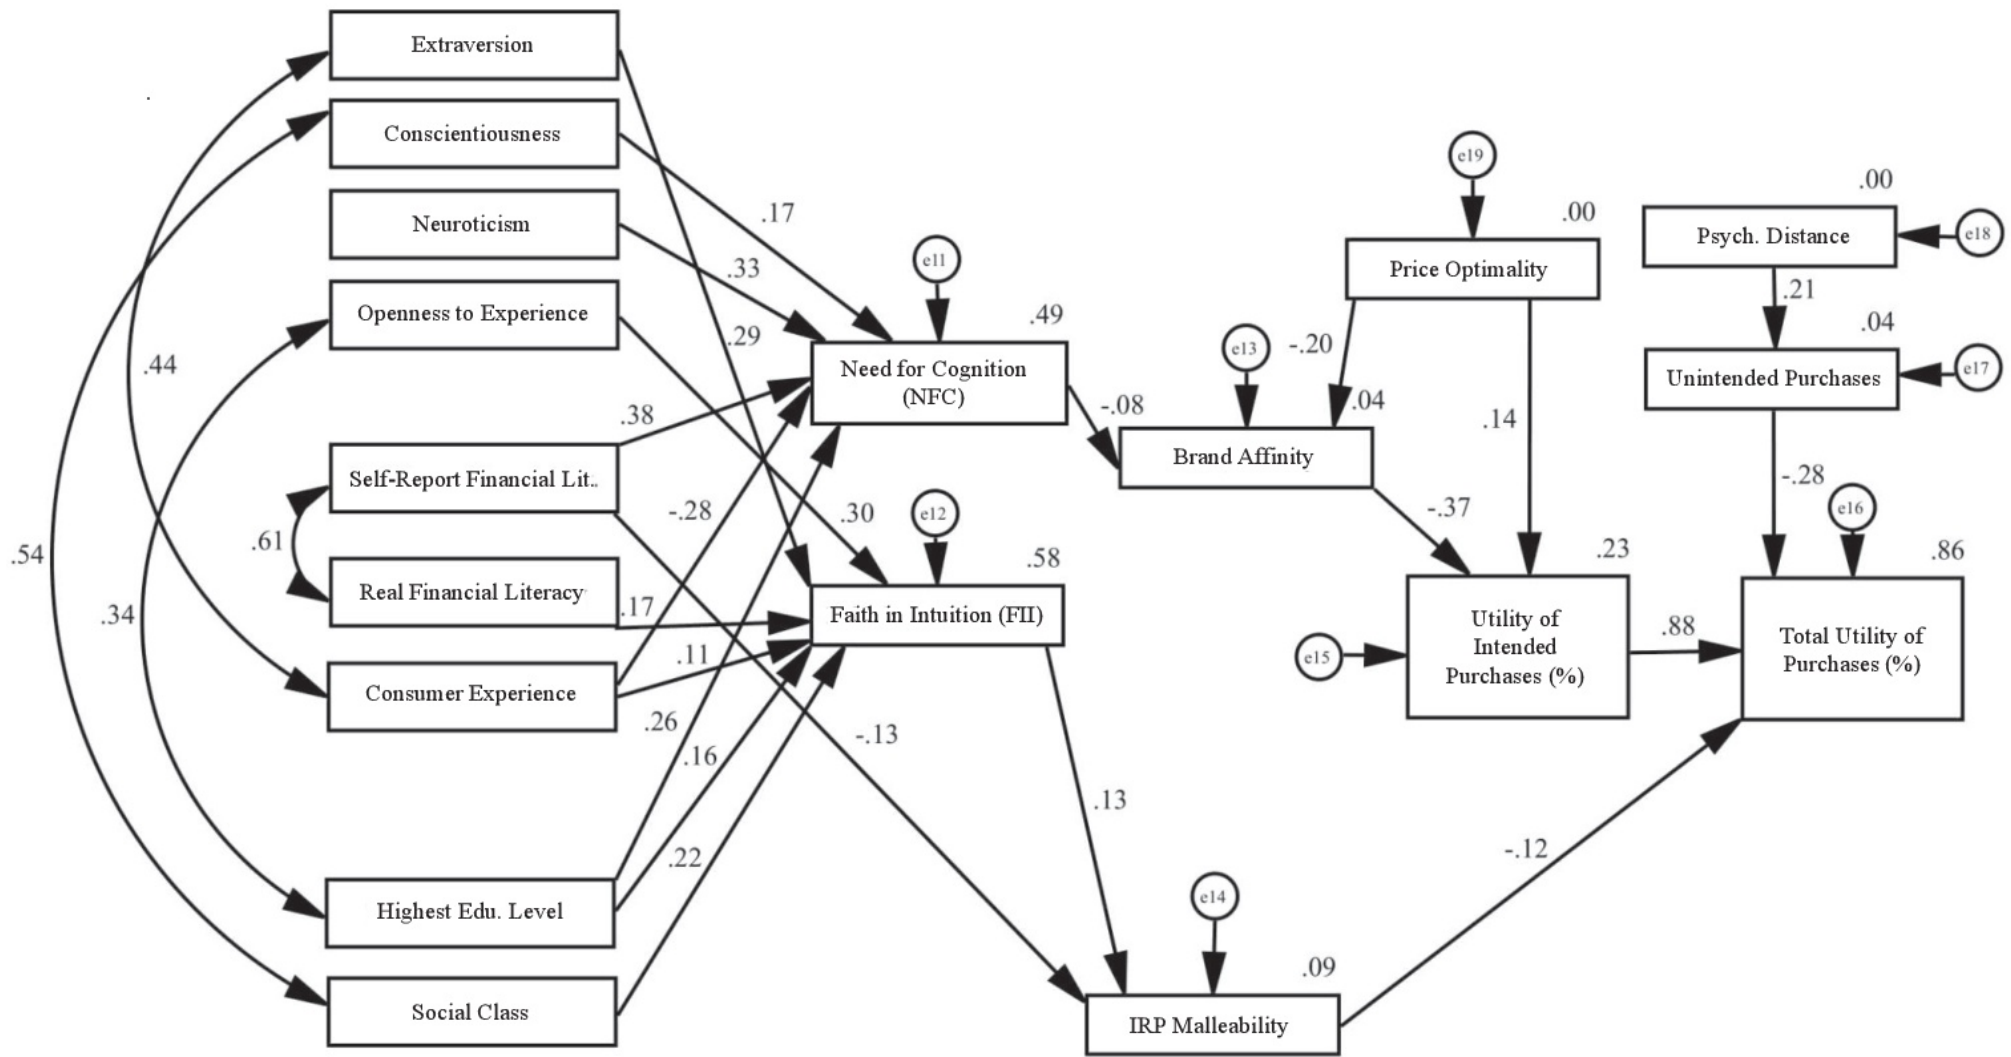 Extraversion
Conscientiousness
Neuroticism
Openness to Experience
Self-Report Financial Lit..
Real Financial Literacy
Consumer Experience
Highest Edu. Level
Social Class
.44
.54
.34
.61
.17
.33
.29
.38
-.28
.30
.17
.11
.26
.16
.22
-.13
e11
.49
Need for Cognition
(NFC)
e12
.58
Faith in Intuition (FII)
-.08
e13
.04
Brand Affinity
e19
.00
Price Optimality
-.20
.14
-.37
.13
e14
.09
IRP Malleability
-.12
e15
.23
Utility of
Intended
Purchases (%)
.88
.00
Psych. Distance
e18
.21
.04
Unintended Purchases
e17
-.28
e16
.86
Total Utility of
Purchases (%)